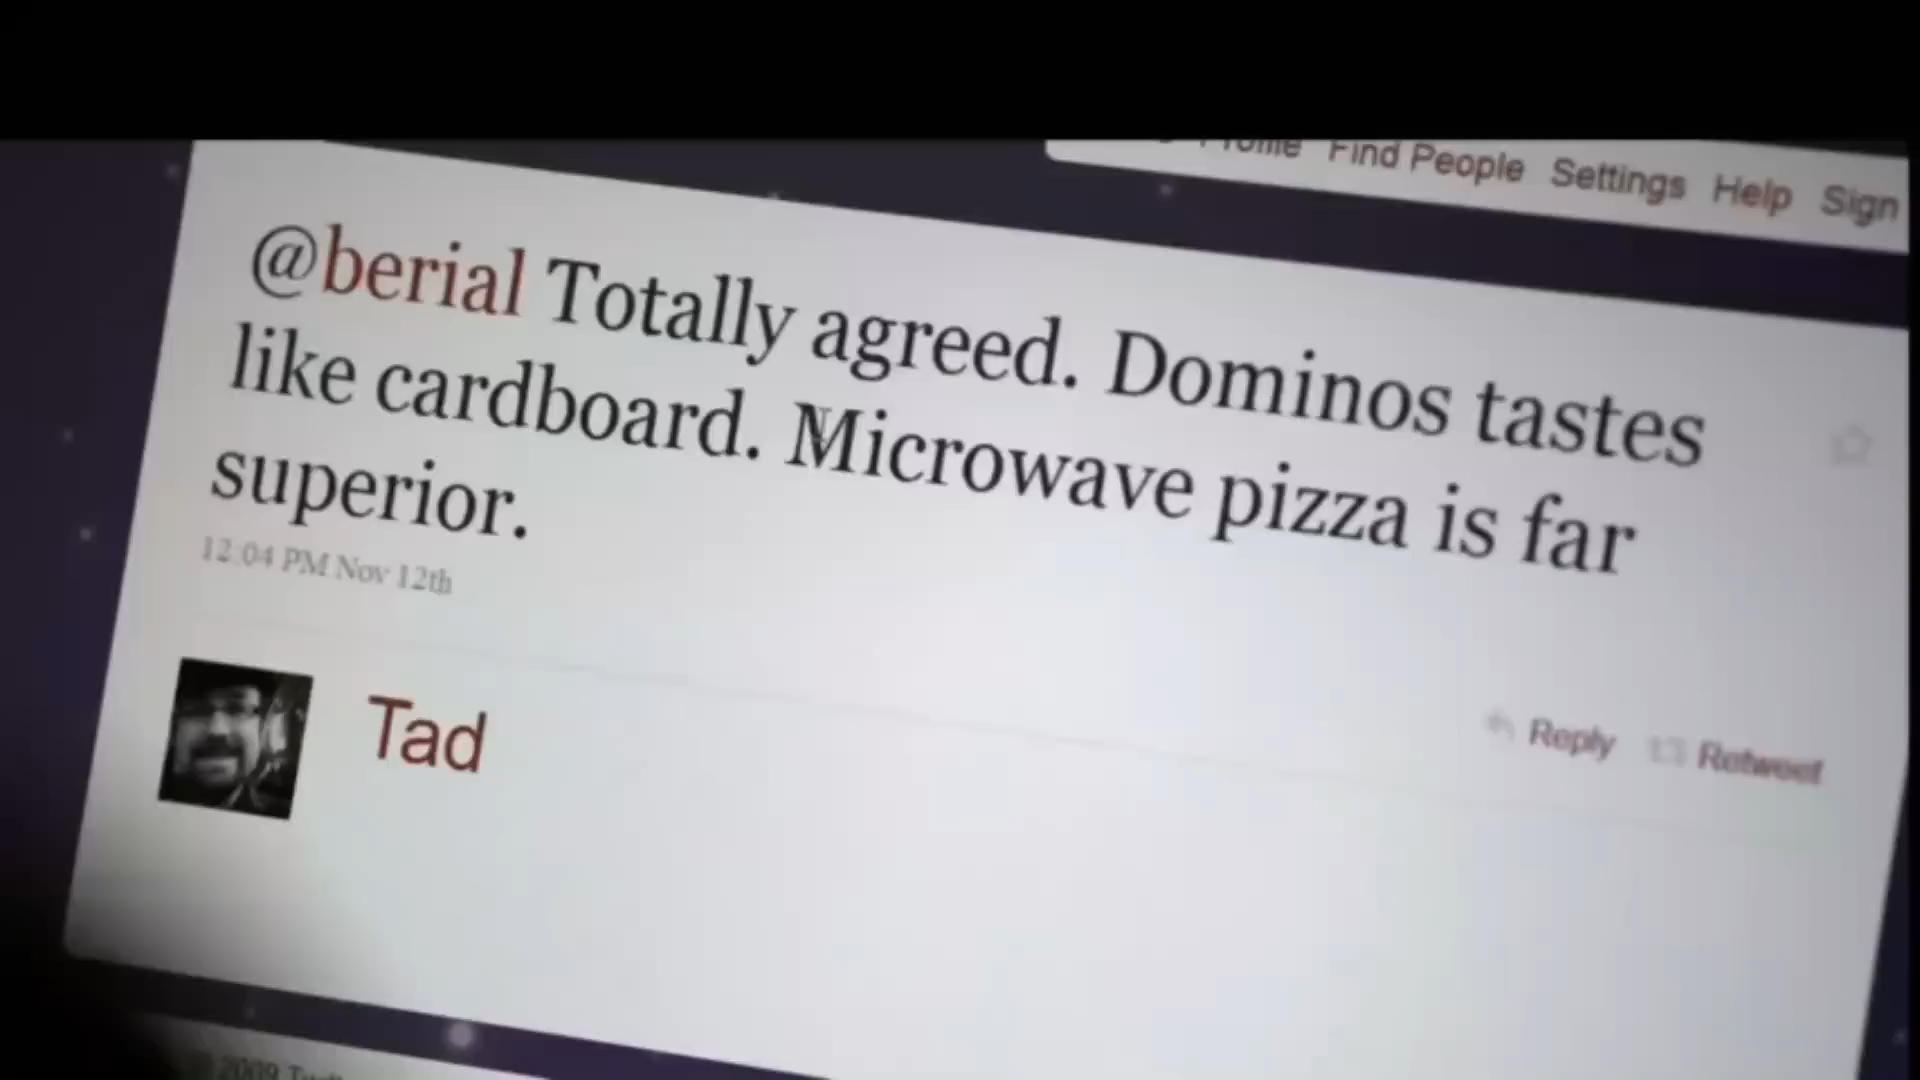 Profile Find People Settings Help Sign
@berial Totally agreed. Dominos tastes
like cardboard. Microwave pizza is far
superior.
12:04 PM Nov 12th
Reply Retweet
Tad
2009